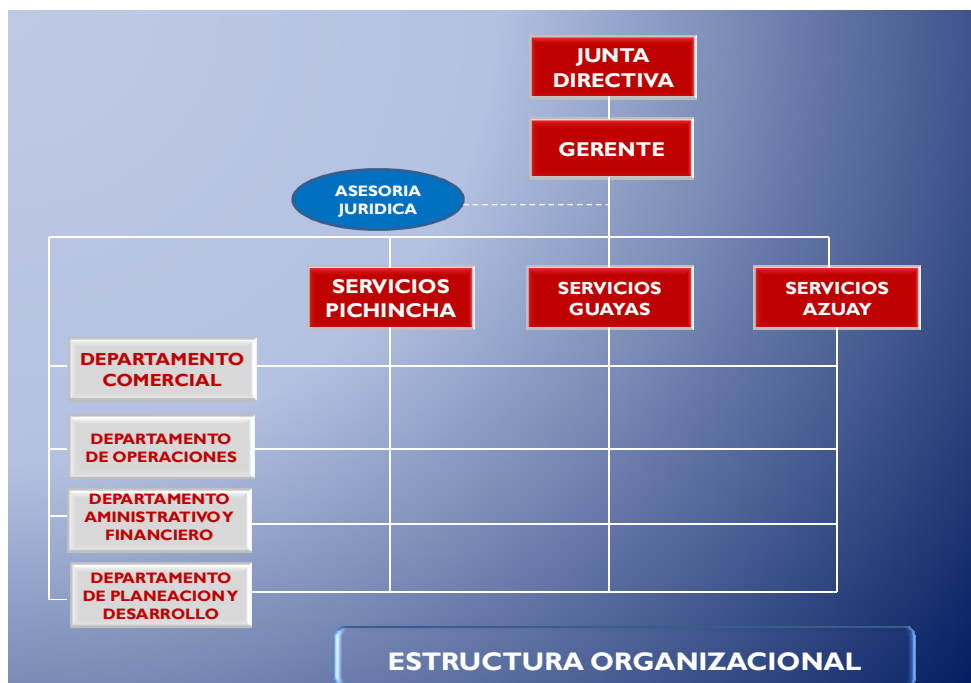 JUNTA
DIRECTIVA
GERENTE
ASESORIA
JURIDICA
SERVICIOS
PICHINCHA
SERVICIOS
GUAYAS
SERVICIOS
AZUAY
DEPARTAMENTO
COMERCIAL
DEPARTAMENTO
DE OPERACIONES
DEPARTAMENTO
AMINISTRATIVO Y
FINANCIERO
DEPARTAMENTO
DE PLANEACION Y
DESARROLLO
ESTRUCTURA ORGANIZACIONAL